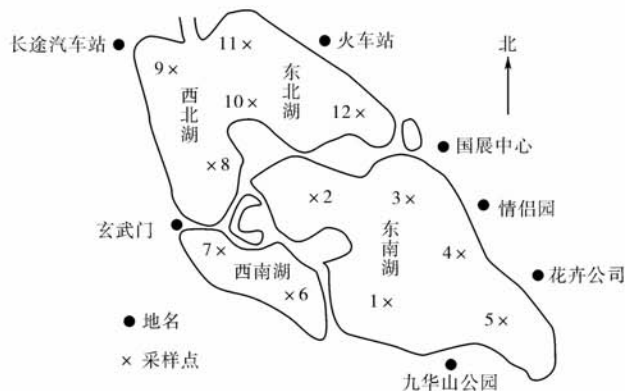 长途汽车站
11×
火车站
北
9×
东北湖
西北湖
10×
12×
国展中心
×8
×2
3×
情侣园
玄武门
东南湖
7×
4×
西南湖
花卉公司
×6
1×
5×
● 地名
× 采样点
九华山公园